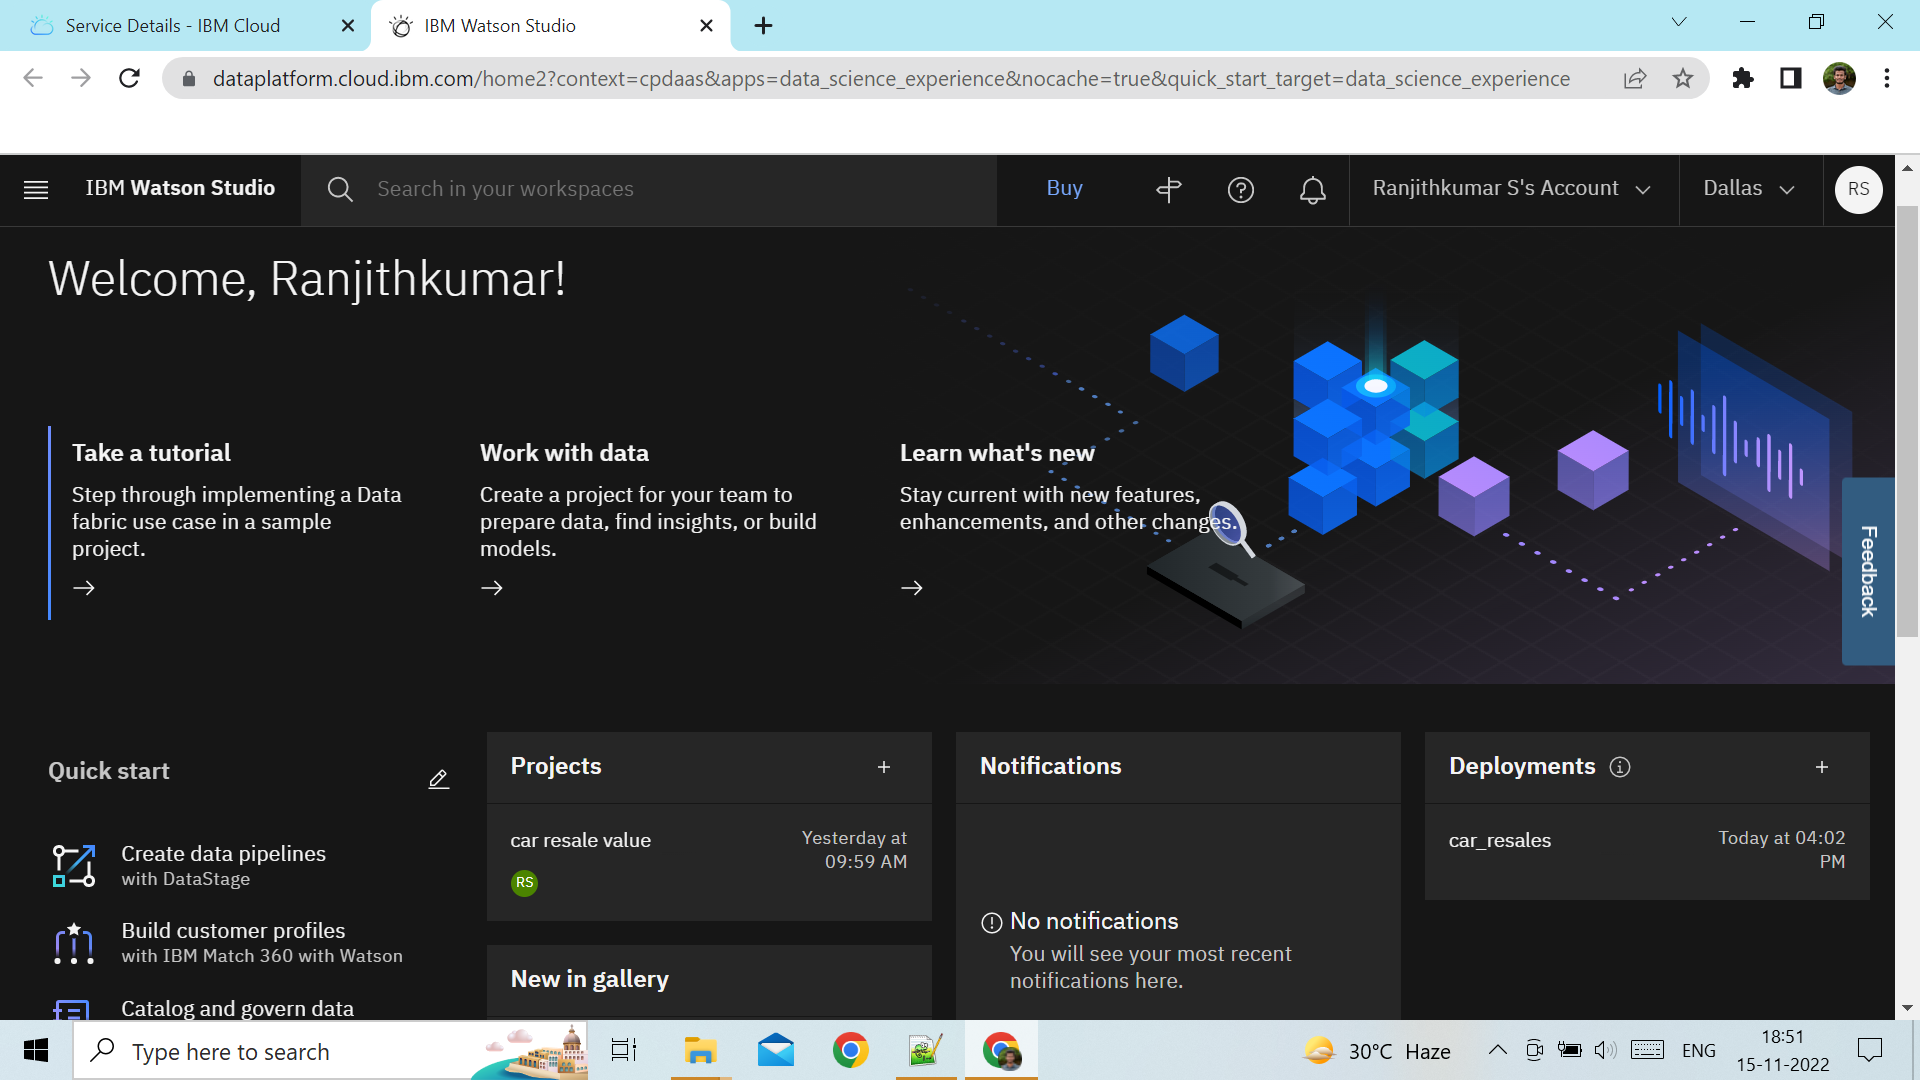 Service Details - IBM Cloud
IBM Watson Studio
dataplatform.cloud.ibm.com/home2?context=cpdaas&apps=data_science_experience&nocache=true&quick_start_target=data_science_experience
IBM Watson Studio
Search in your workspaces
Buy
Ranjithkumar S's Account
Dallas
RS
Welcome, Ranjithkumar!
Take a tutorial
Step through implementing a Data
fabric use case in a sample
project.
Work with data
Create a project for your team to
prepare data, find insights, or build
models.
Learn what's new
Stay current with new features,
enhancements, and other changes.
Feedback
Quick start
Create data pipelines
with DataStage
Build customer profiles
with IBM Match 360 with Watson
Catalog and govern data
Projects
car resale value
Yesterday at
09:59 AM
RS
New in gallery
Notifications
No notifications
You will see your most recent
notifications here.
Deployments
car_resales
Today at 04:02
PM
Type here to search
30°C Haze
ENG
18:51
15-11-2022